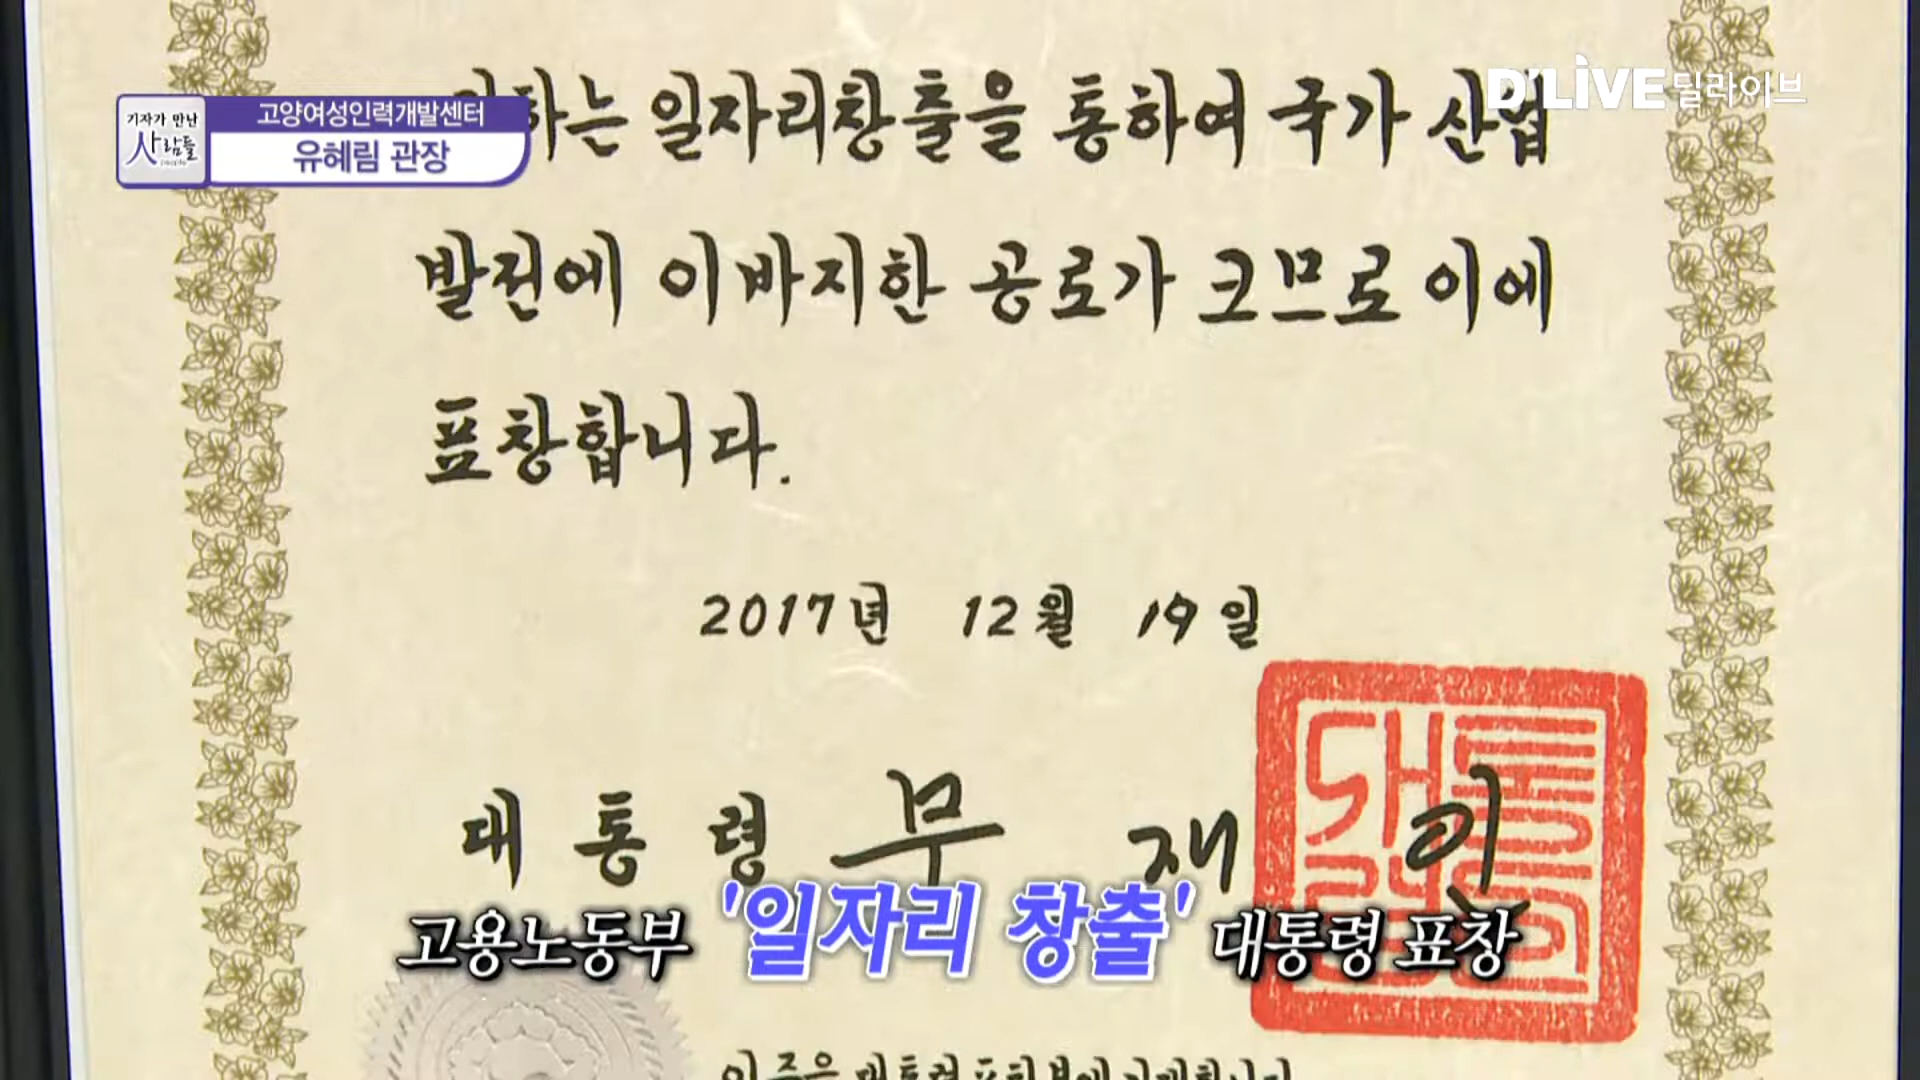 기자가 만난
사람들
people
고양여성인력개발센터
유혜림 관장
D'LIVE 딜라이브
하는 일자리창출을 통하여 국가 산업
발전에 이바지한 공로가 크므로 이에
표창합니다.
2017년 12월 19일
대통령 문재인
고용노동부 '일자리 창출' 대통령 표창